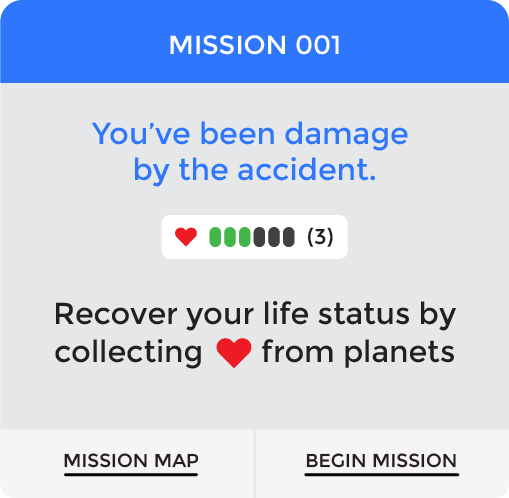 MISSION 001
You’ve been damage
by the accident.
(3)
Recover your life status by
collecting from planets
MISSION MAP
BEGIN MISSION